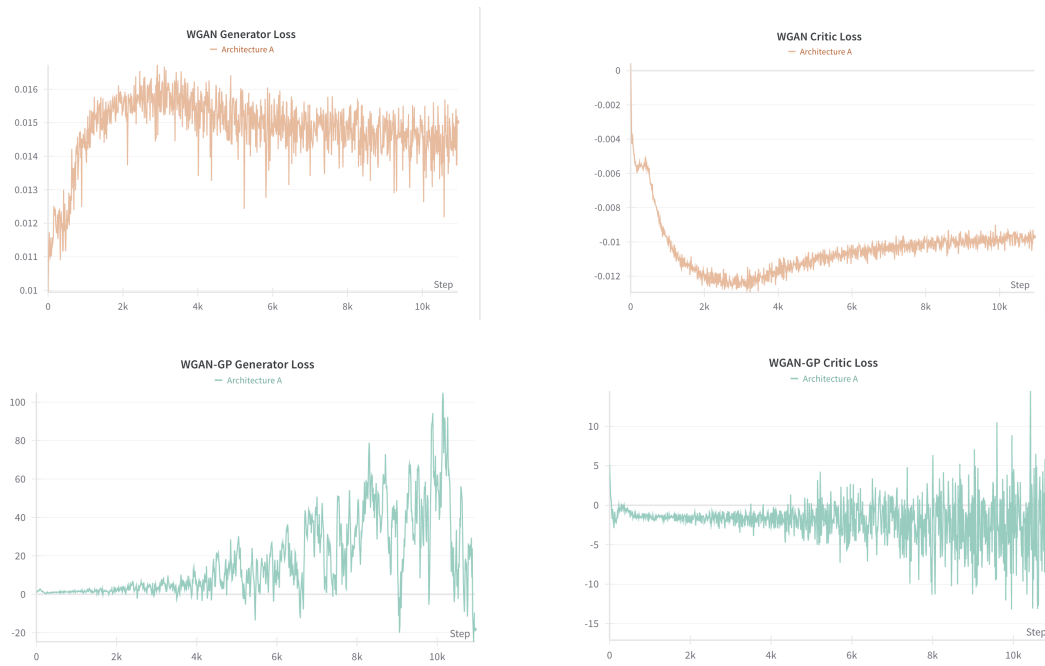 WGAN Generator Loss
Architecture A
0.016
0.015
0.014
0.013
0.012
0.011
0.01
Step
0 2k 4k 6k 8k 10k
WGAN Critic Loss
Architecture A
0
-0.002
-0.004
-0.006
-0.008
-0.01
-0.012
Step
0 2k 4k 6k 8k 10k
WGAN-GP Generator Loss
Architecture A
100
80
60
40
20
0
-20
Step
0 2k 4k 6k 8k 10k
WGAN-GP Critic Loss
Architecture A
10
5
0
-5
-10
-15
Step
0 2k 4k 6k 8k 10k